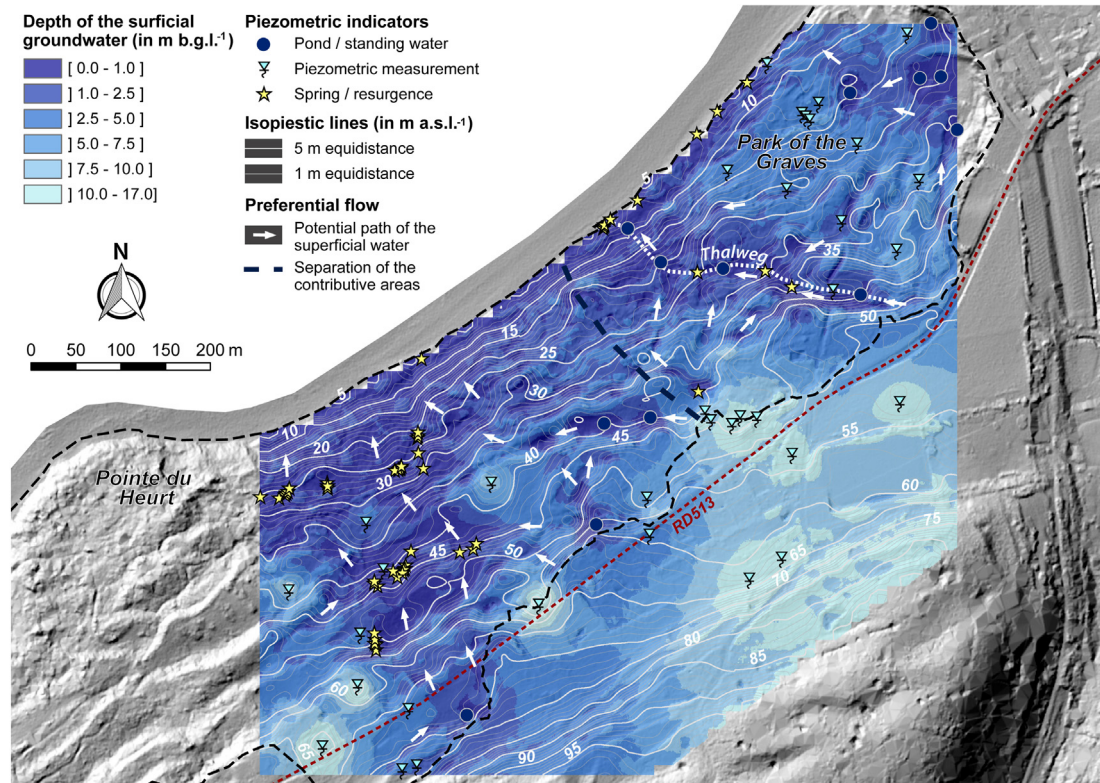 Depth of the surficial
groundwater (in m b.g.l.-1)
[ 0.0 - 1.0 ]
] 1.0 - 2.5 ]
] 2.5 - 5.0 ]
] 5.0 - 7.5 ]
] 7.5 - 10.0 ]
] 10.0 - 17.0]
Piezometric indicators
Pond / standing water
Piezometric measurement
Spring / resurgence
Isopiestic lines (in m a.s.l.-1)
5 m equidistance
1 m equidistance
Preferential flow
Potential path of the
superficial water
Separation of the
contributive areas
N
0 50 100 150 200 m
10
Park of the
Graves
5
Thalweg
35
50
15
25
5
30
10
20
40
45
55
Pointe du
Heurt
30
60
RD513
75
45
50
65
70
80
85
60
65
90
95